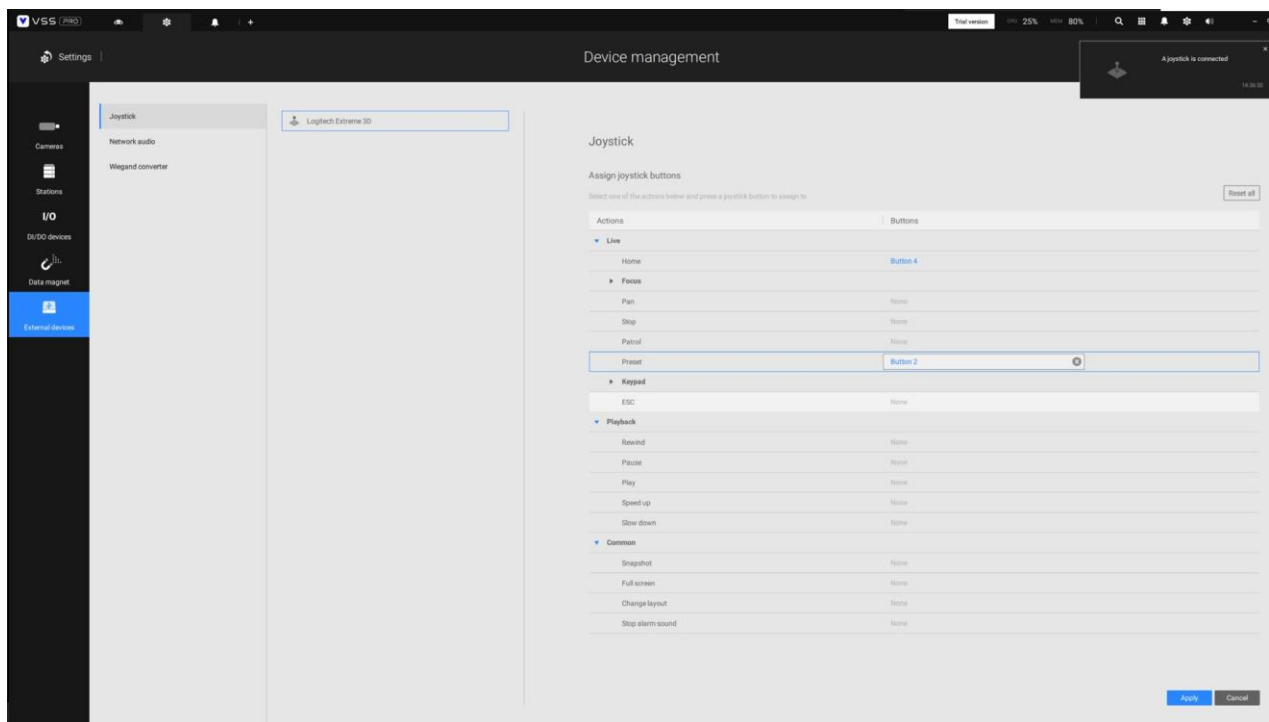 VSS PRO
+
Trial version
CPU 25% MEM 80%
Settings
Device management
A joystick is connected
14:36:30
Cameras
Stations
I/O
DI/DO devices
Data magnet
External devices
Joystick
Network audio
Wiegand converter
Logitech Extreme 3D
Joystick
Assign joystick buttons
Select one of the actions below and press a joystick button to assign to
Reset all
Actions Buttons
Live
Home Button 4
Focus
Pan None
Stop None
Patrol None
Preset Button 2
Keypad
ESC None
Playback
Rewind None
Pause None
Play None
Speed up None
Slow down None
Common
Snapshot None
Full screen None
Change layout None
Stop alarm sound None
Apply Cancel